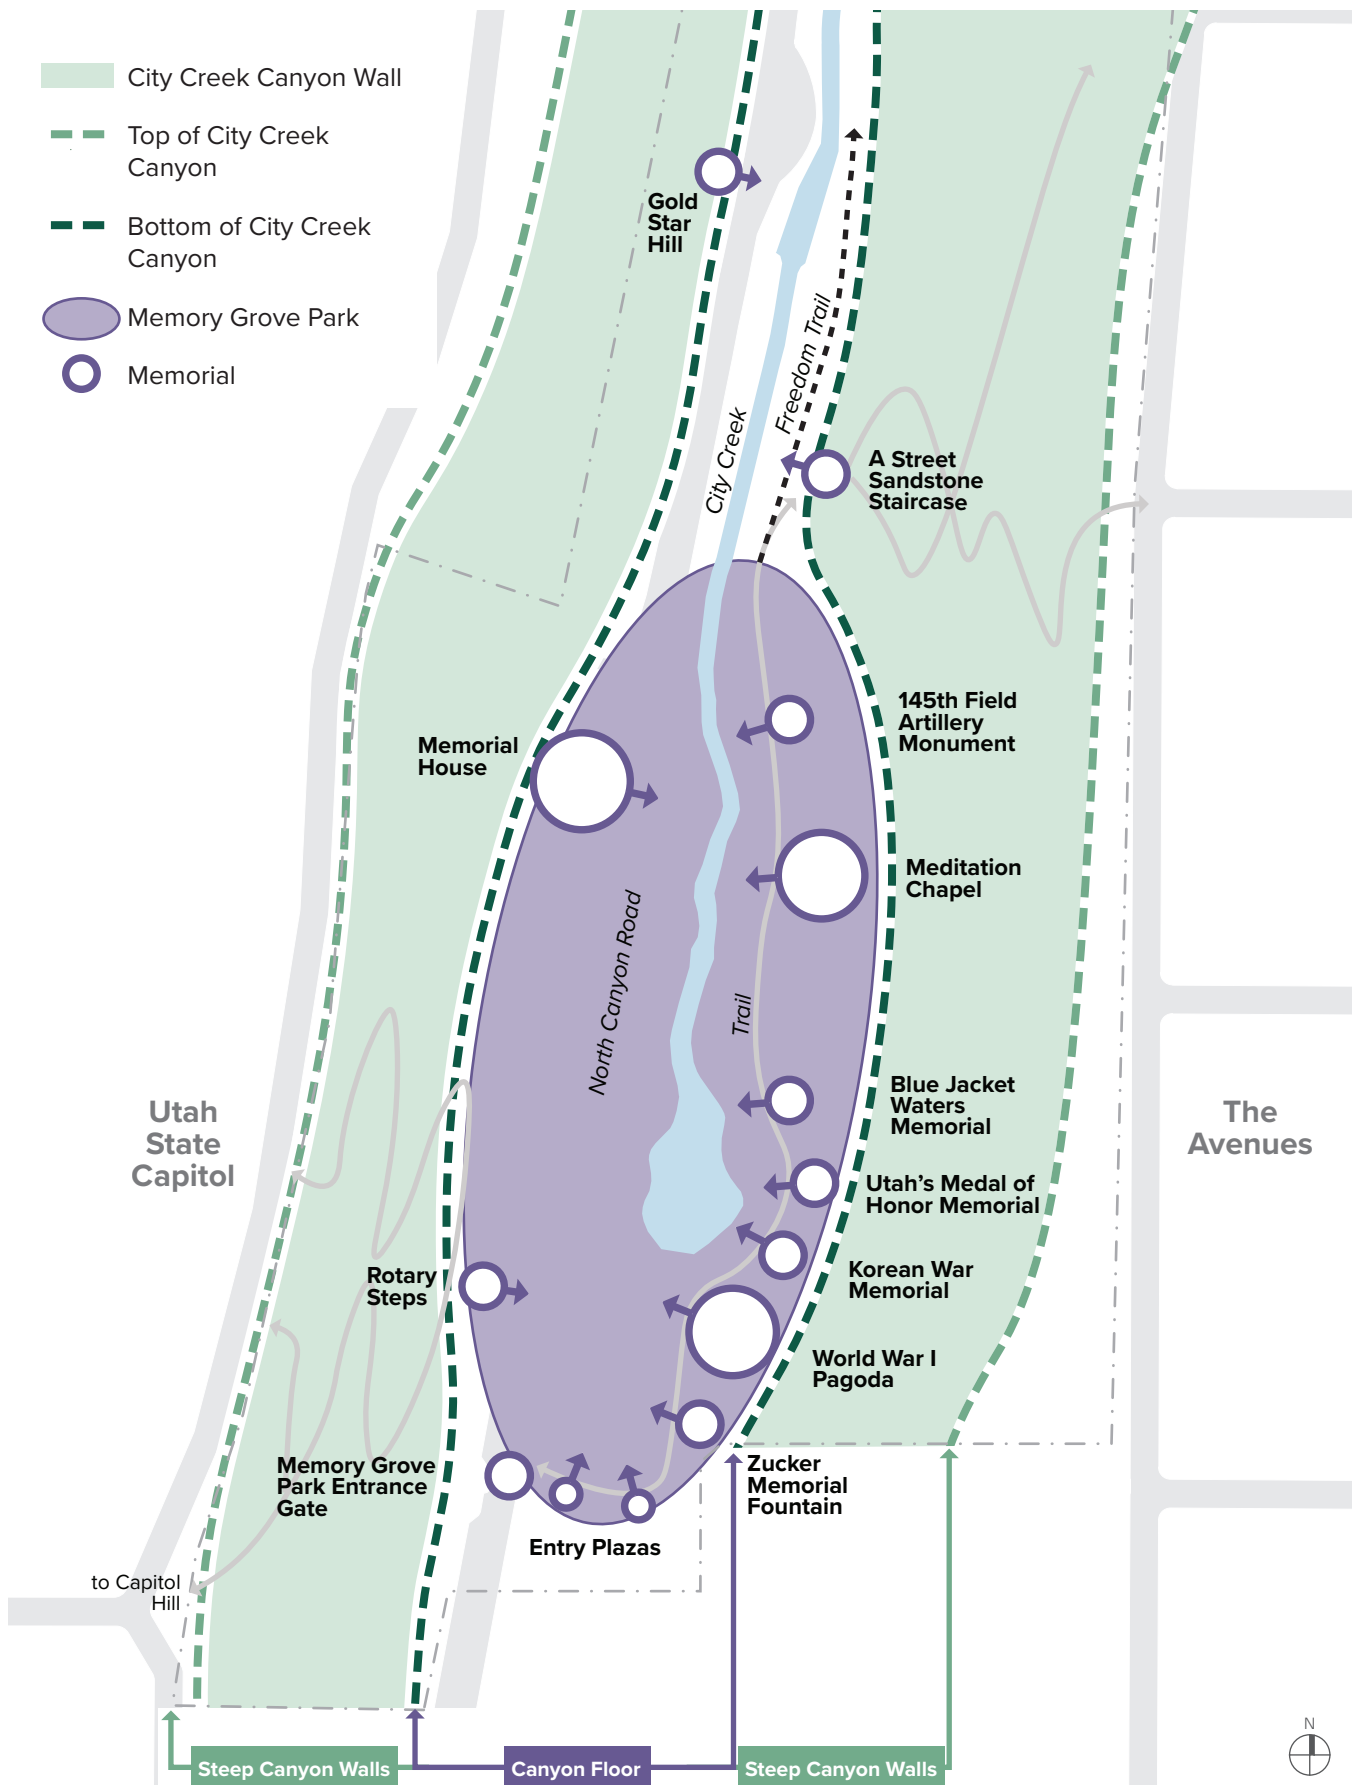 City Creek Canyon Wall
Top of City Creek
Canyon
Bottom of City Creek
Canyon
Memory Grove Park
Memorial
Gold
Star
Hill
Freedom Trail
City Creek
A Street
Sandstone
Staircase
145th Field
Artillery
Monument
Memorial
House
Meditation
Chapel
North Canyon Road
Trail
Utah
State
Capitol
Blue Jacket
Waters
Memorial
The
Avenues
Utah’s Medal of
Honor Memorial
Rotary
Steps
Korean War
Memorial
World War I
Pagoda
Memory Grove
Park Entrance
Gate
Zucker
Memorial
Fountain
Entry Plazas
to Capitol
Hill
N
Steep Canyon Walls
Canyon Floor
Steep Canyon Walls